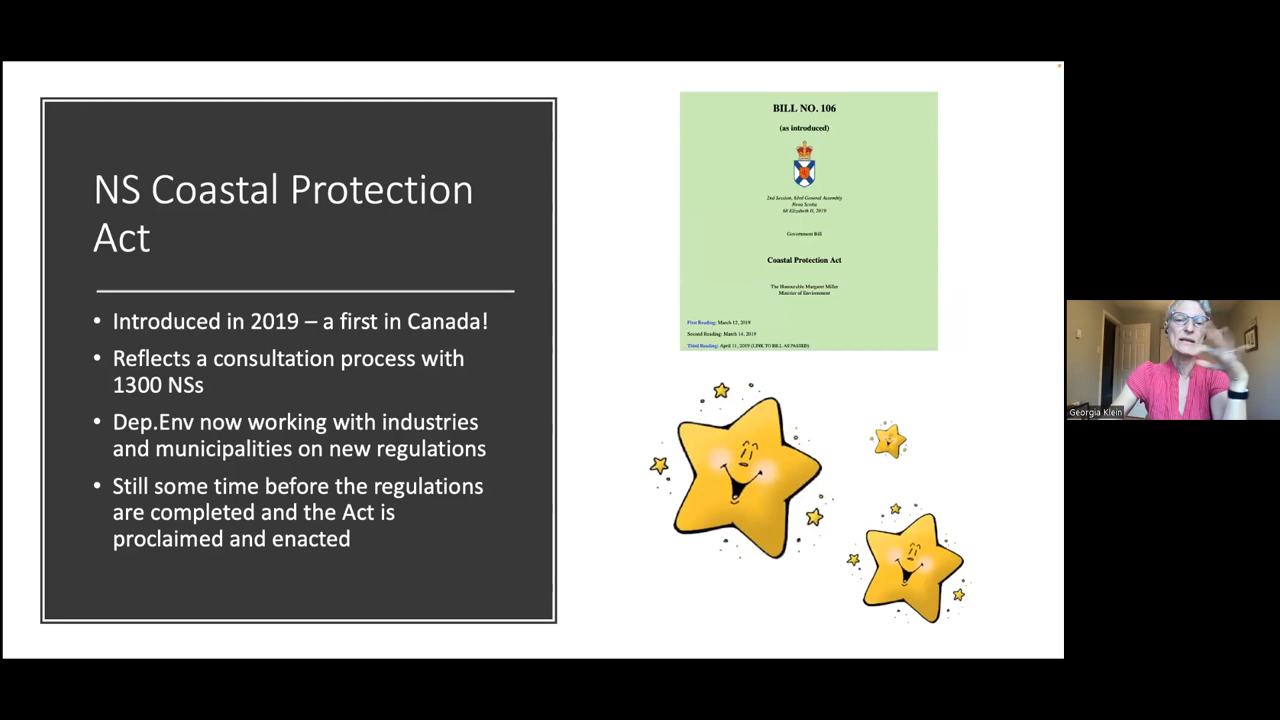 NS Coastal Protection
Act
• Introduced in 2019 – a first in Canada!
• Reflects a consultation process with
1300 NSs
• Dep.Env now working with industries
and municipalities on new regulations
• Still some time before the regulations
are completed and the Act is
proclaimed and enacted
BILL NO. 106
(as introduced)
2nd Session, 63rd General Assembly
Nova Scotia
68 Elizabeth II, 2019
Government Bill
Coastal Protection Act
The Honourable Margaret Miller
Minister of Environment
First Reading: March 12, 2019
Second Reading: March 14, 2019
Third Reading: April 11, 2019 (LINK TO BILL AS PASSED)
Georgia Klein